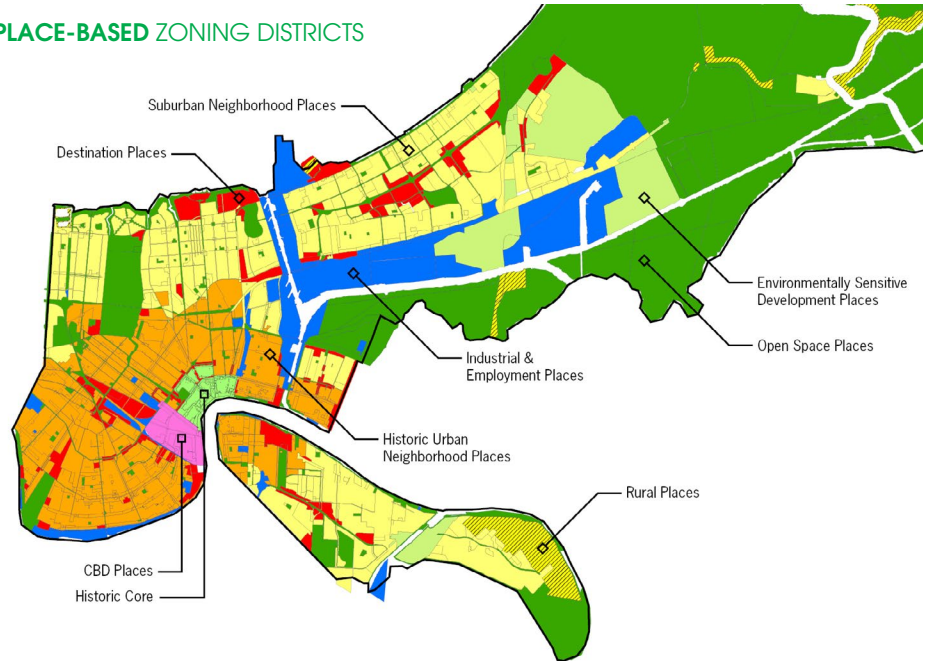 PLACE-BASED ZONING DISTRICTS
Suburban Neighborhood Places
Destination Places
Environmentally Sensitive
Development Places
Open Space Places
Industrial &
Employment Places
Historic Urban
Neighborhood Places
Rural Places
CBD Places
Historic Core